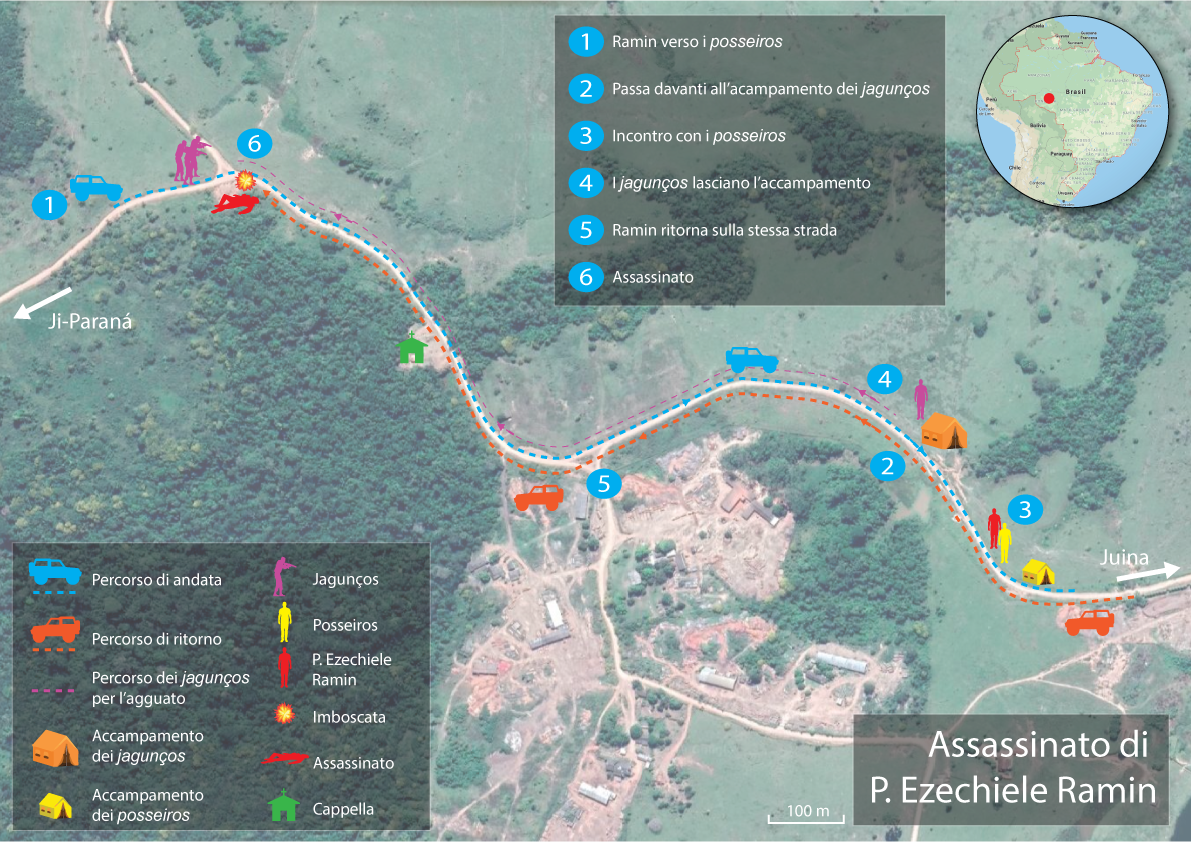 1 Ramin verso i posseiros
2 Passa davanti all'acampamento dei jagunços
3 Incontro con i posseiros
4 I jagunços lasciano l'accampamento
5 Ramin ritorna sulla stessa strada
6 Assassinato
Brasil
Perú
Bolivia
Paraguay
Chile
Uruguay
6
1
Ji-Paraná
4
2
5
3
Juina
Percorso di andata
Percorso di ritorno
Percorso dei jagunços
per l'agguato
Accampamento
dei jagunços
Accampamento
dei posseiros
Jagunços
Posseiros
P. Ezechiele
Ramin
Imboscata
Assassinato
Cappella
100 m
Assassinato di
P. Ezechiele Ramin